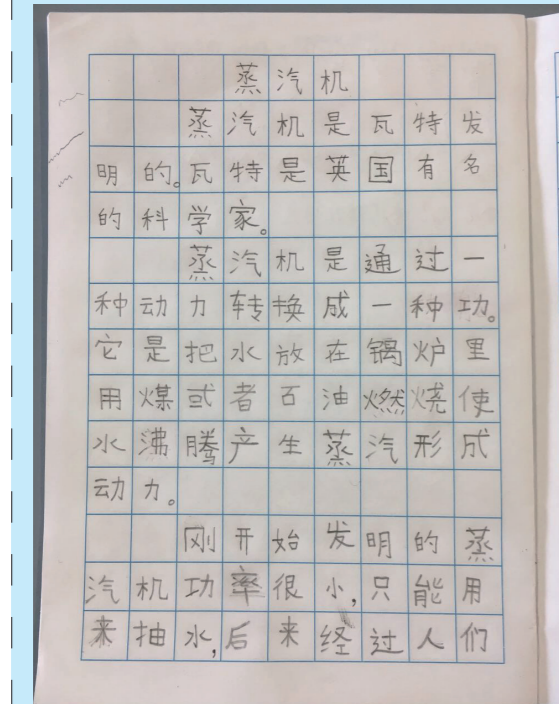 蒸汽机
蒸汽机是瓦特发
明的。瓦特是英国有名
的科学家。
蒸汽机是通过一
种动力转换成一种功。
它是把水放在锅炉里
用煤或者石油燃烧使
水沸腾产生蒸汽形成
动力。
刚开始发明的蒸
汽机功率很小,只能用
来抽水,后来经过人们